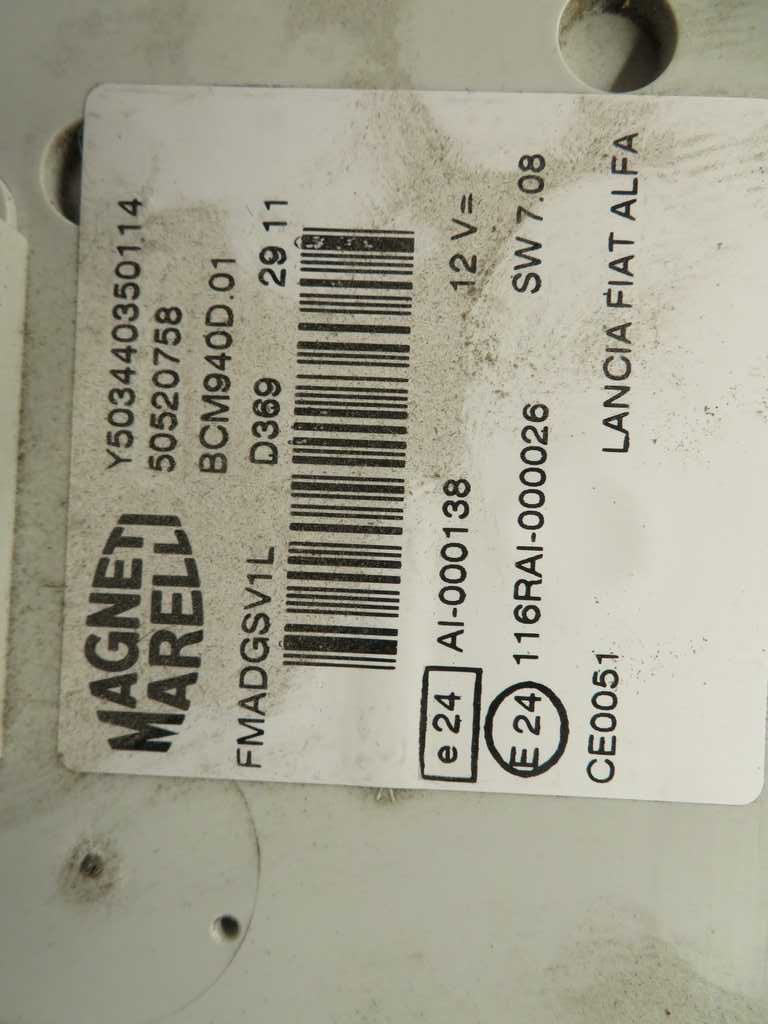 MAGNETI
MARELLI
Y503440350114
50520758
BCM940D.01
FMADGSV1L D369 29 11
e 24 AI-000138 12 V=
E 24 116RAI-000026 SW 7.08
CE0051 LANCIA FIAT ALFA